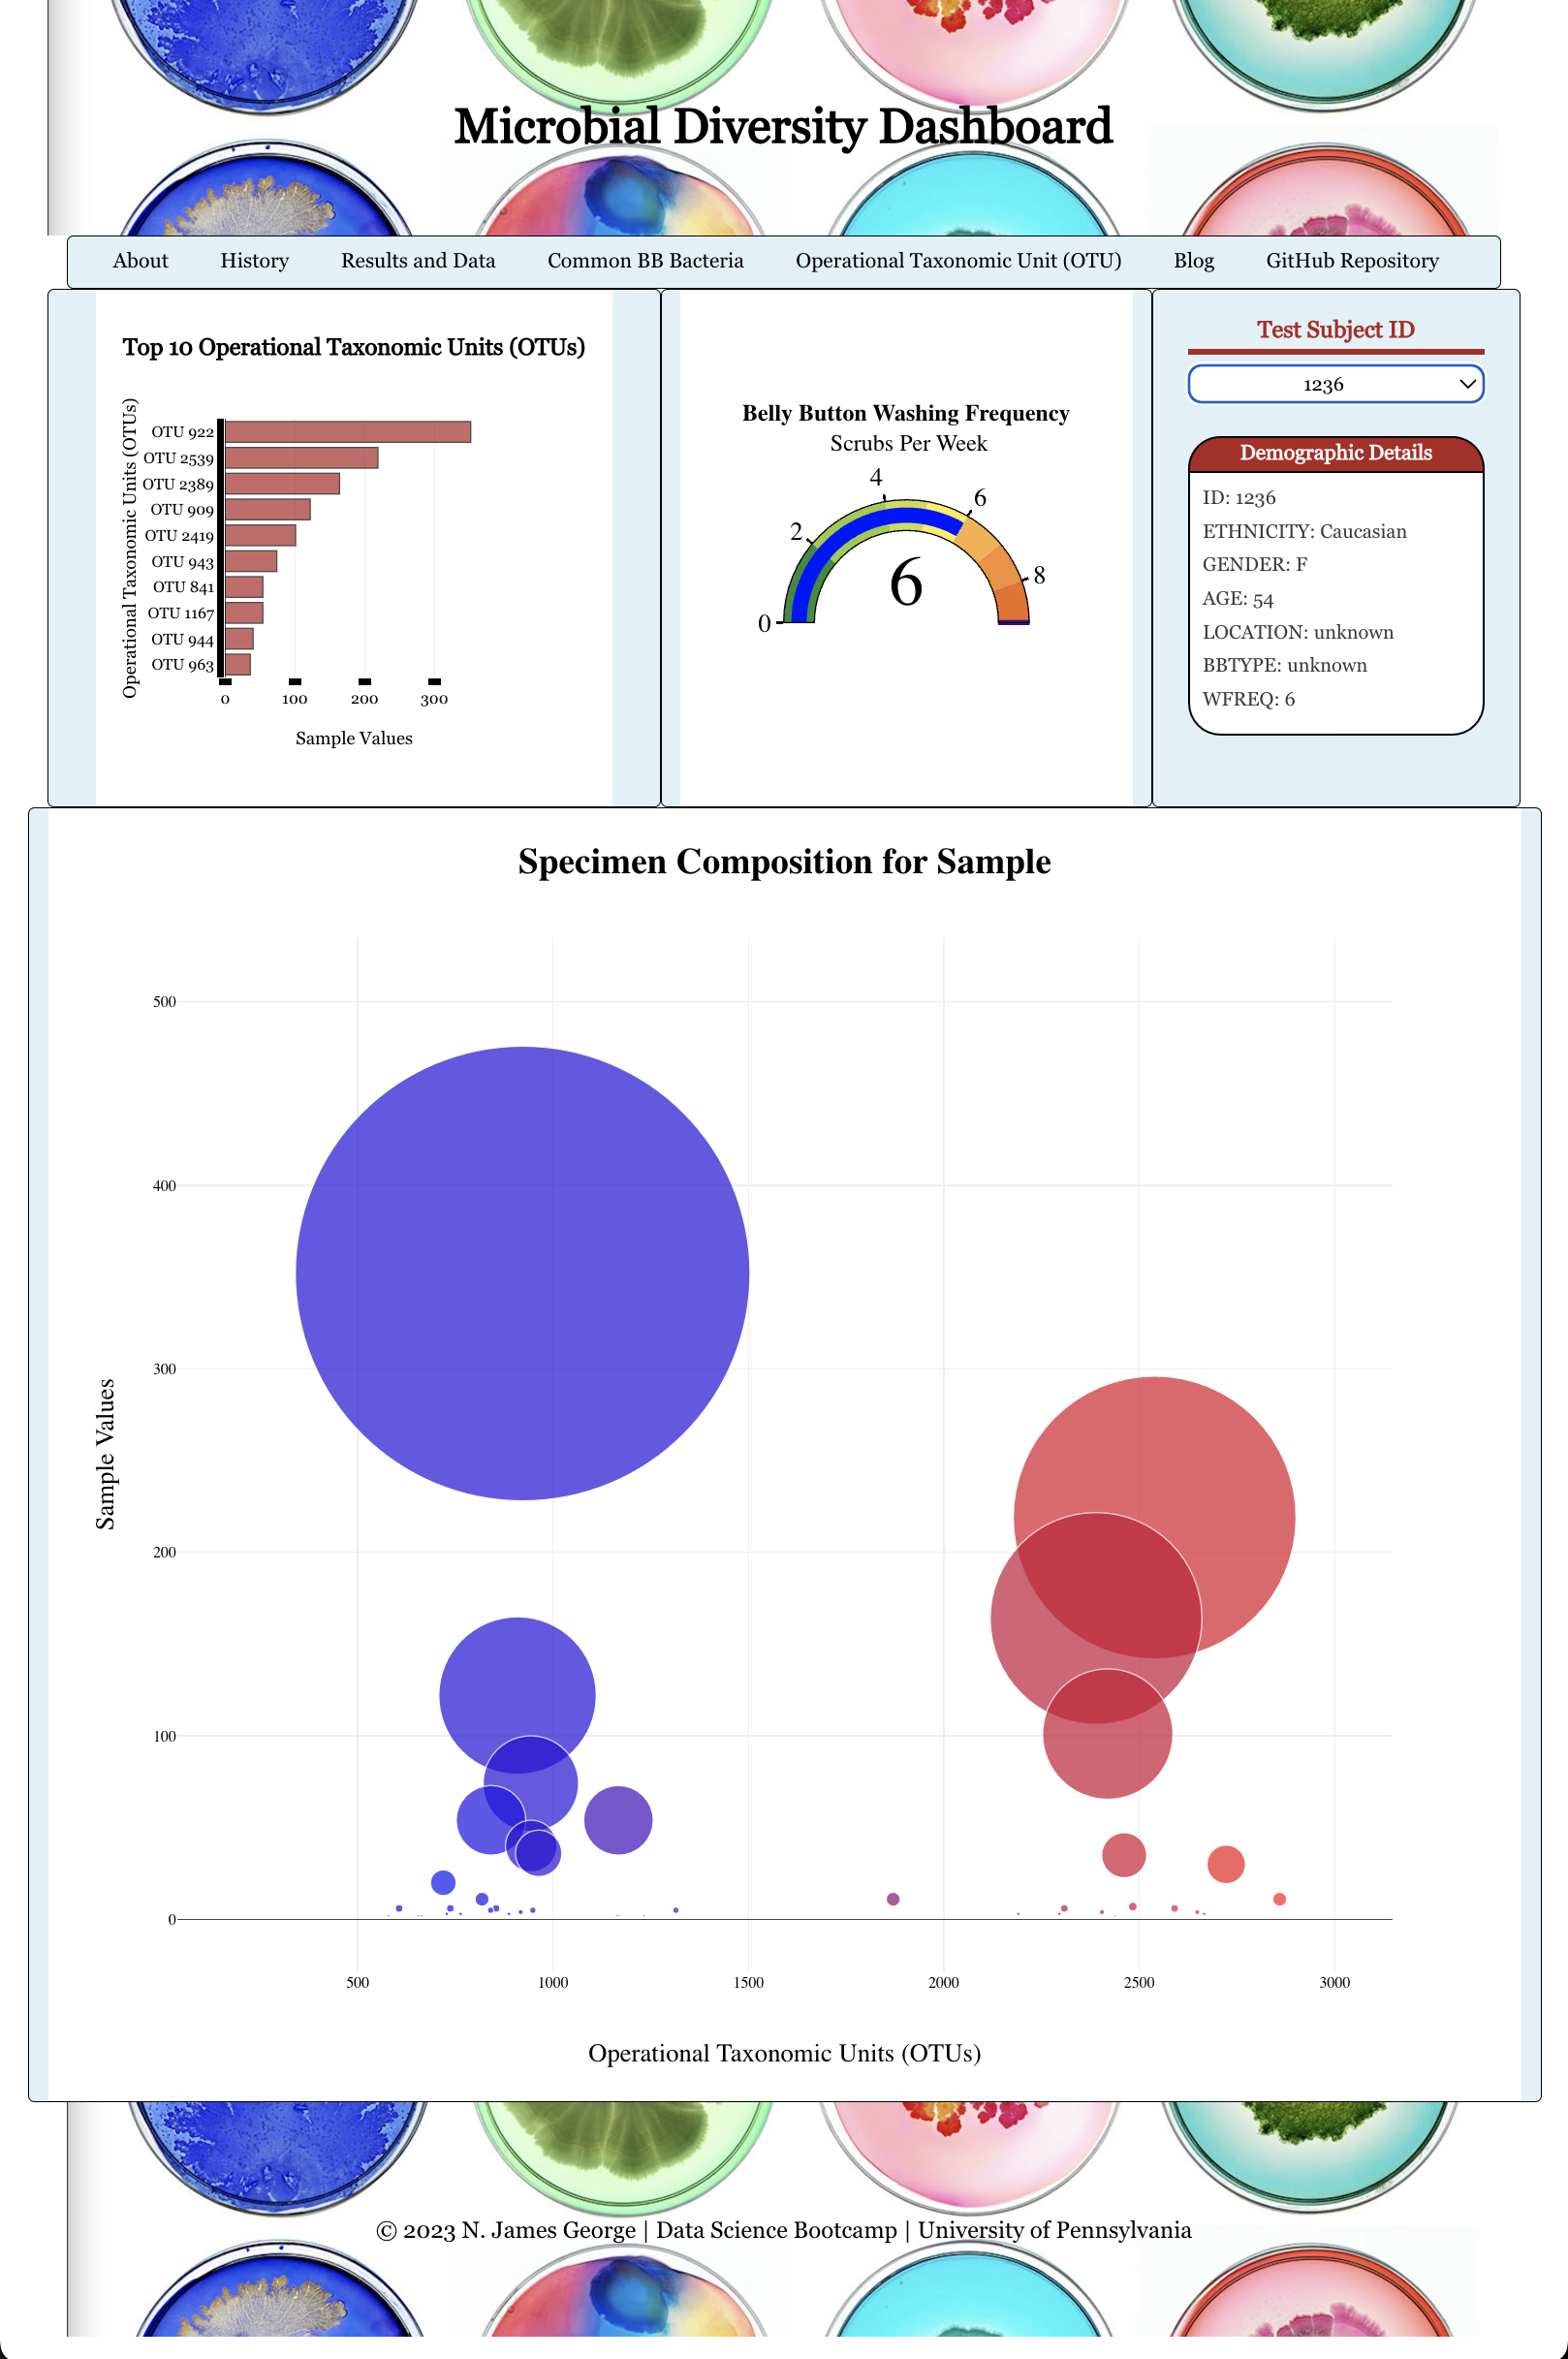 Microbial Diversity Dashboard
About
History
Results and Data
Common BB Bacteria
Operational Taxonomic Unit (OTU)
Blog
GitHub Repository
Top 10 Operational Taxonomic Units (OTUs)
Operational Taxonomic Units (OTUs)
OTU 922
OTU 2539
OTU 2389
OTU 909
OTU 2419
OTU 943
OTU 841
OTU 1167
OTU 944
OTU 963
0
100
200
300
Sample Values
Belly Button Washing Frequency
Scrubs Per Week
0
2
4
6
8
6
Test Subject ID
1236
Demographic Details
ID: 1236
ETHNICITY: Caucasian
GENDER: F
AGE: 54
LOCATION: unknown
BBTYPE: unknown
WFREQ: 6
Specimen Composition for Sample
Sample Values
500
400
300
200
100
0
500
1000
1500
2000
2500
3000
Operational Taxonomic Units (OTUs)
© 2023 N. James George | Data Science Bootcamp | University of Pennsylvania